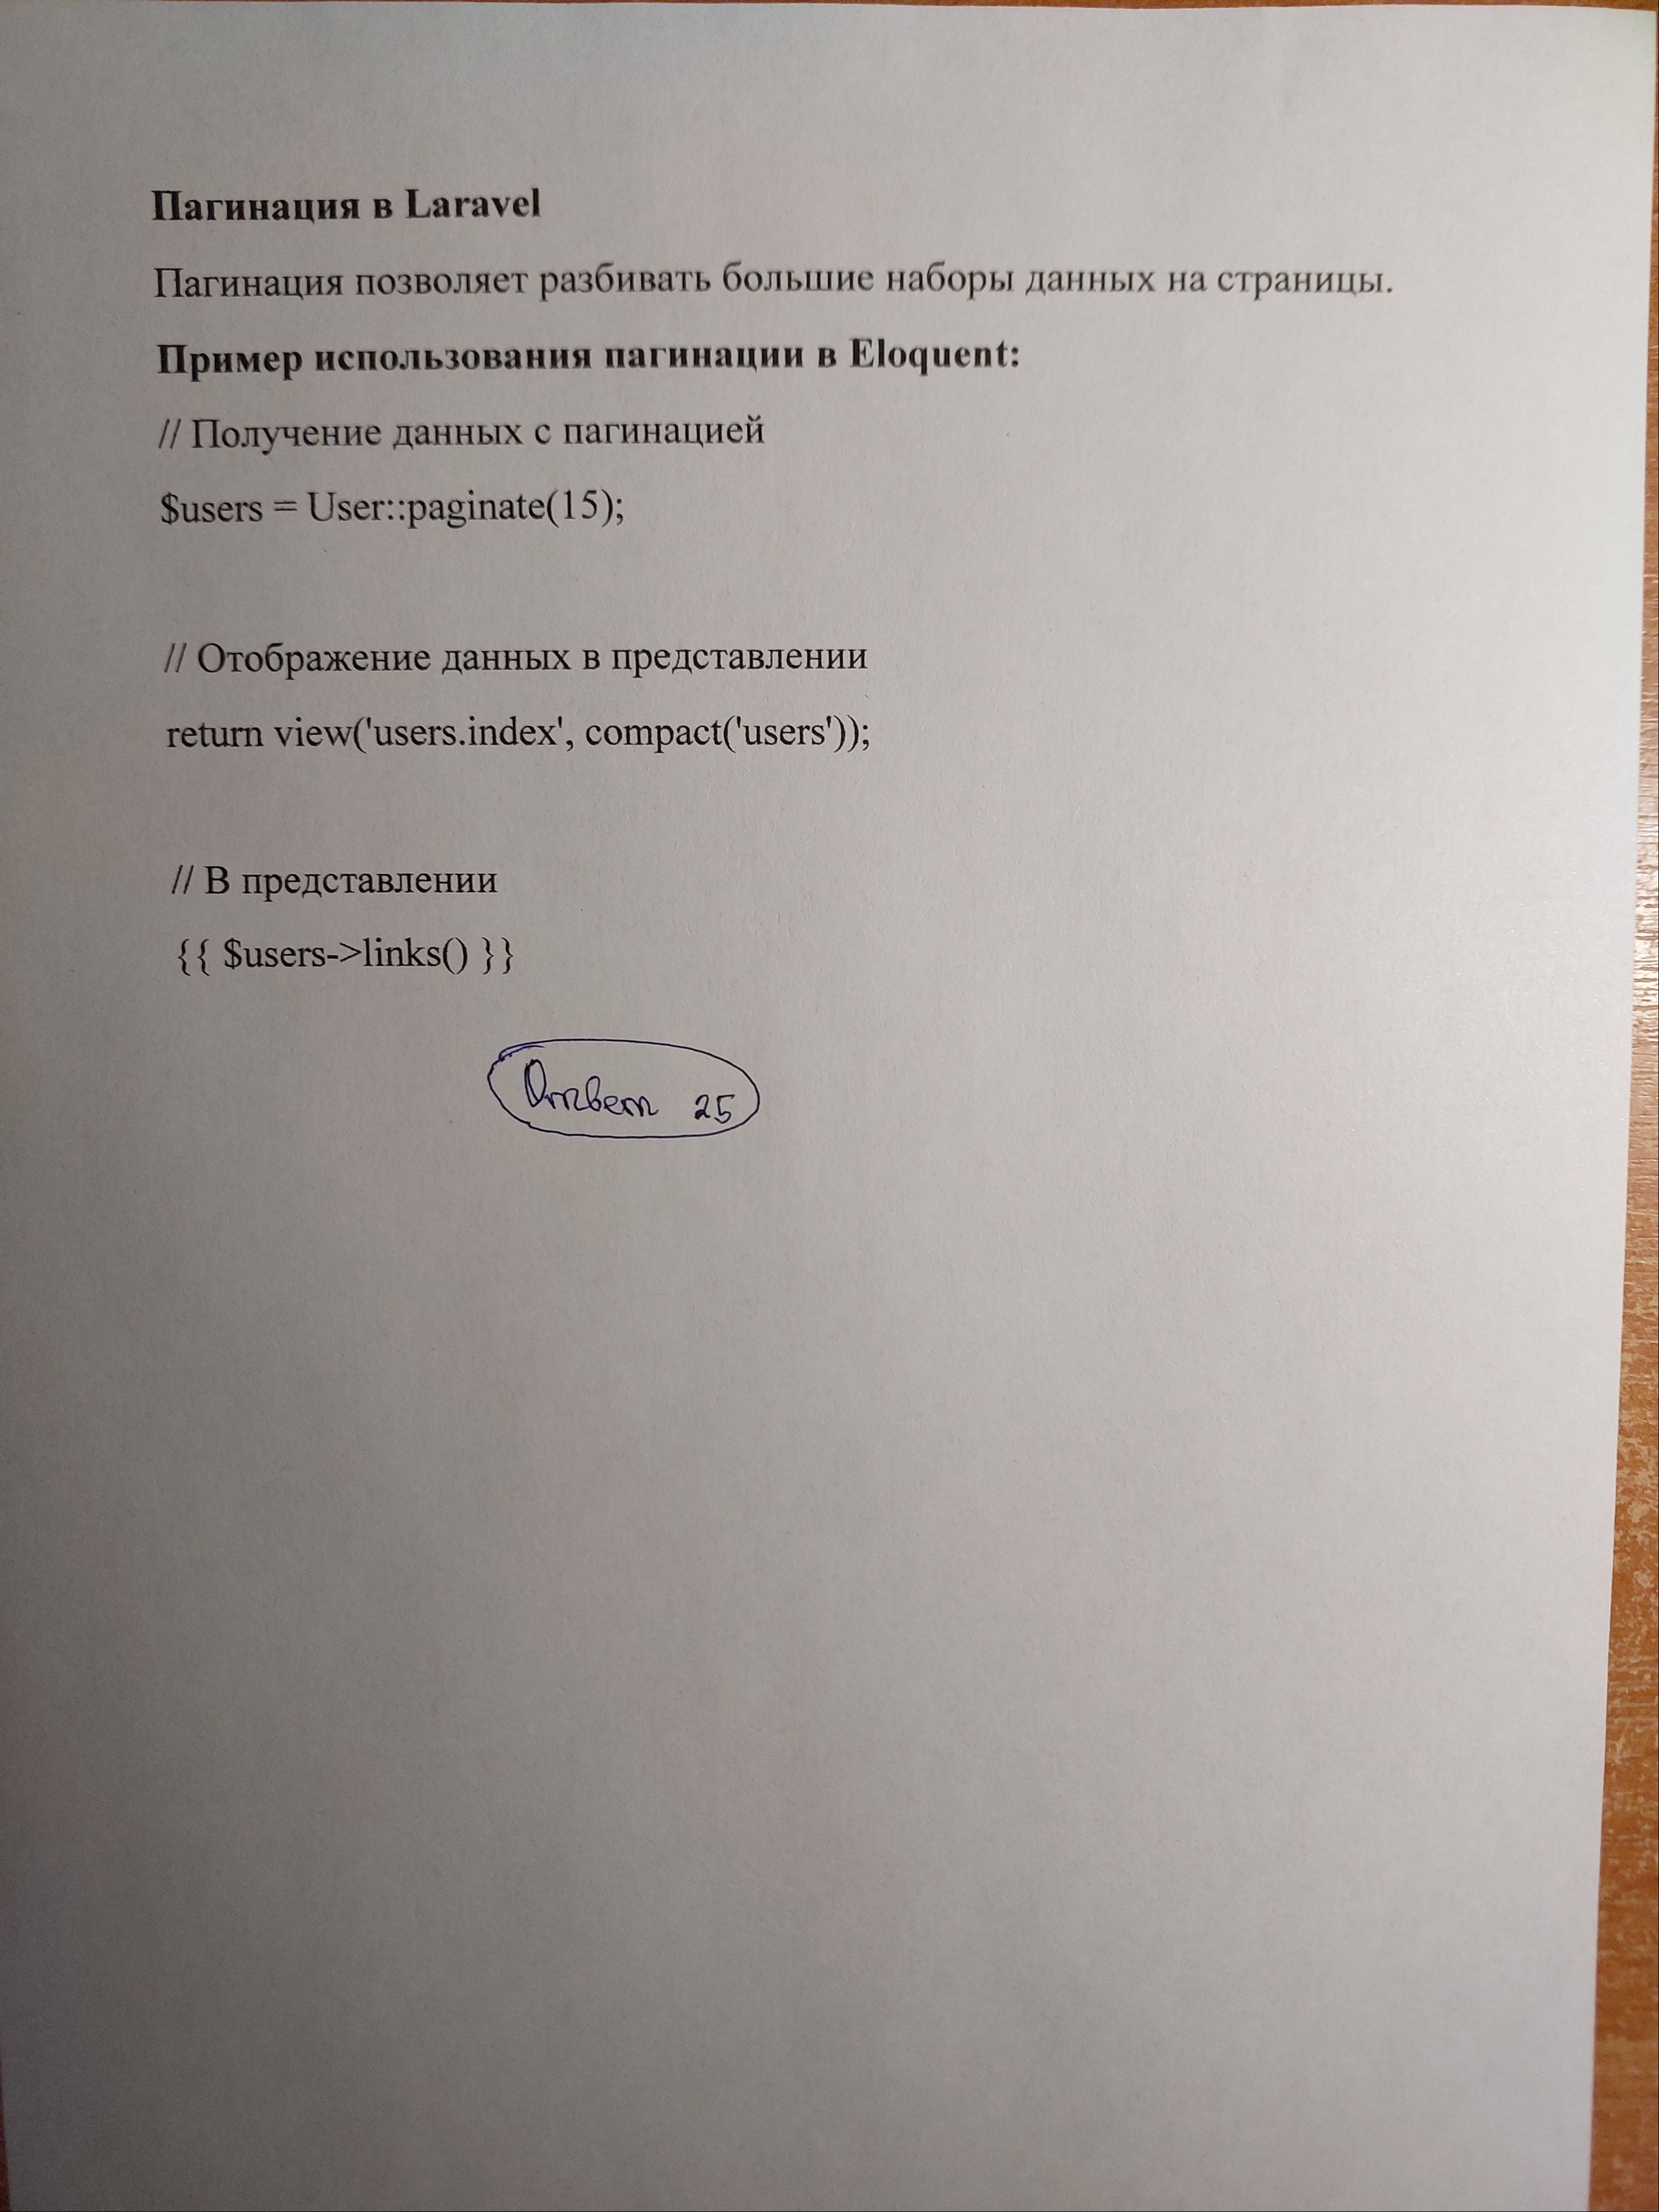 Пагинация в Laravel
Пагинация позволяет разбивать большие наборы данных на страницы.
Пример использования пагинации в Eloquent:
// Получение данных с пагинацией
$users = User::paginate(15);
// Отображение данных в представлении
return view('users.index', compact('users'));
// В представлении
{{ $users->links() }}
Ответ 25